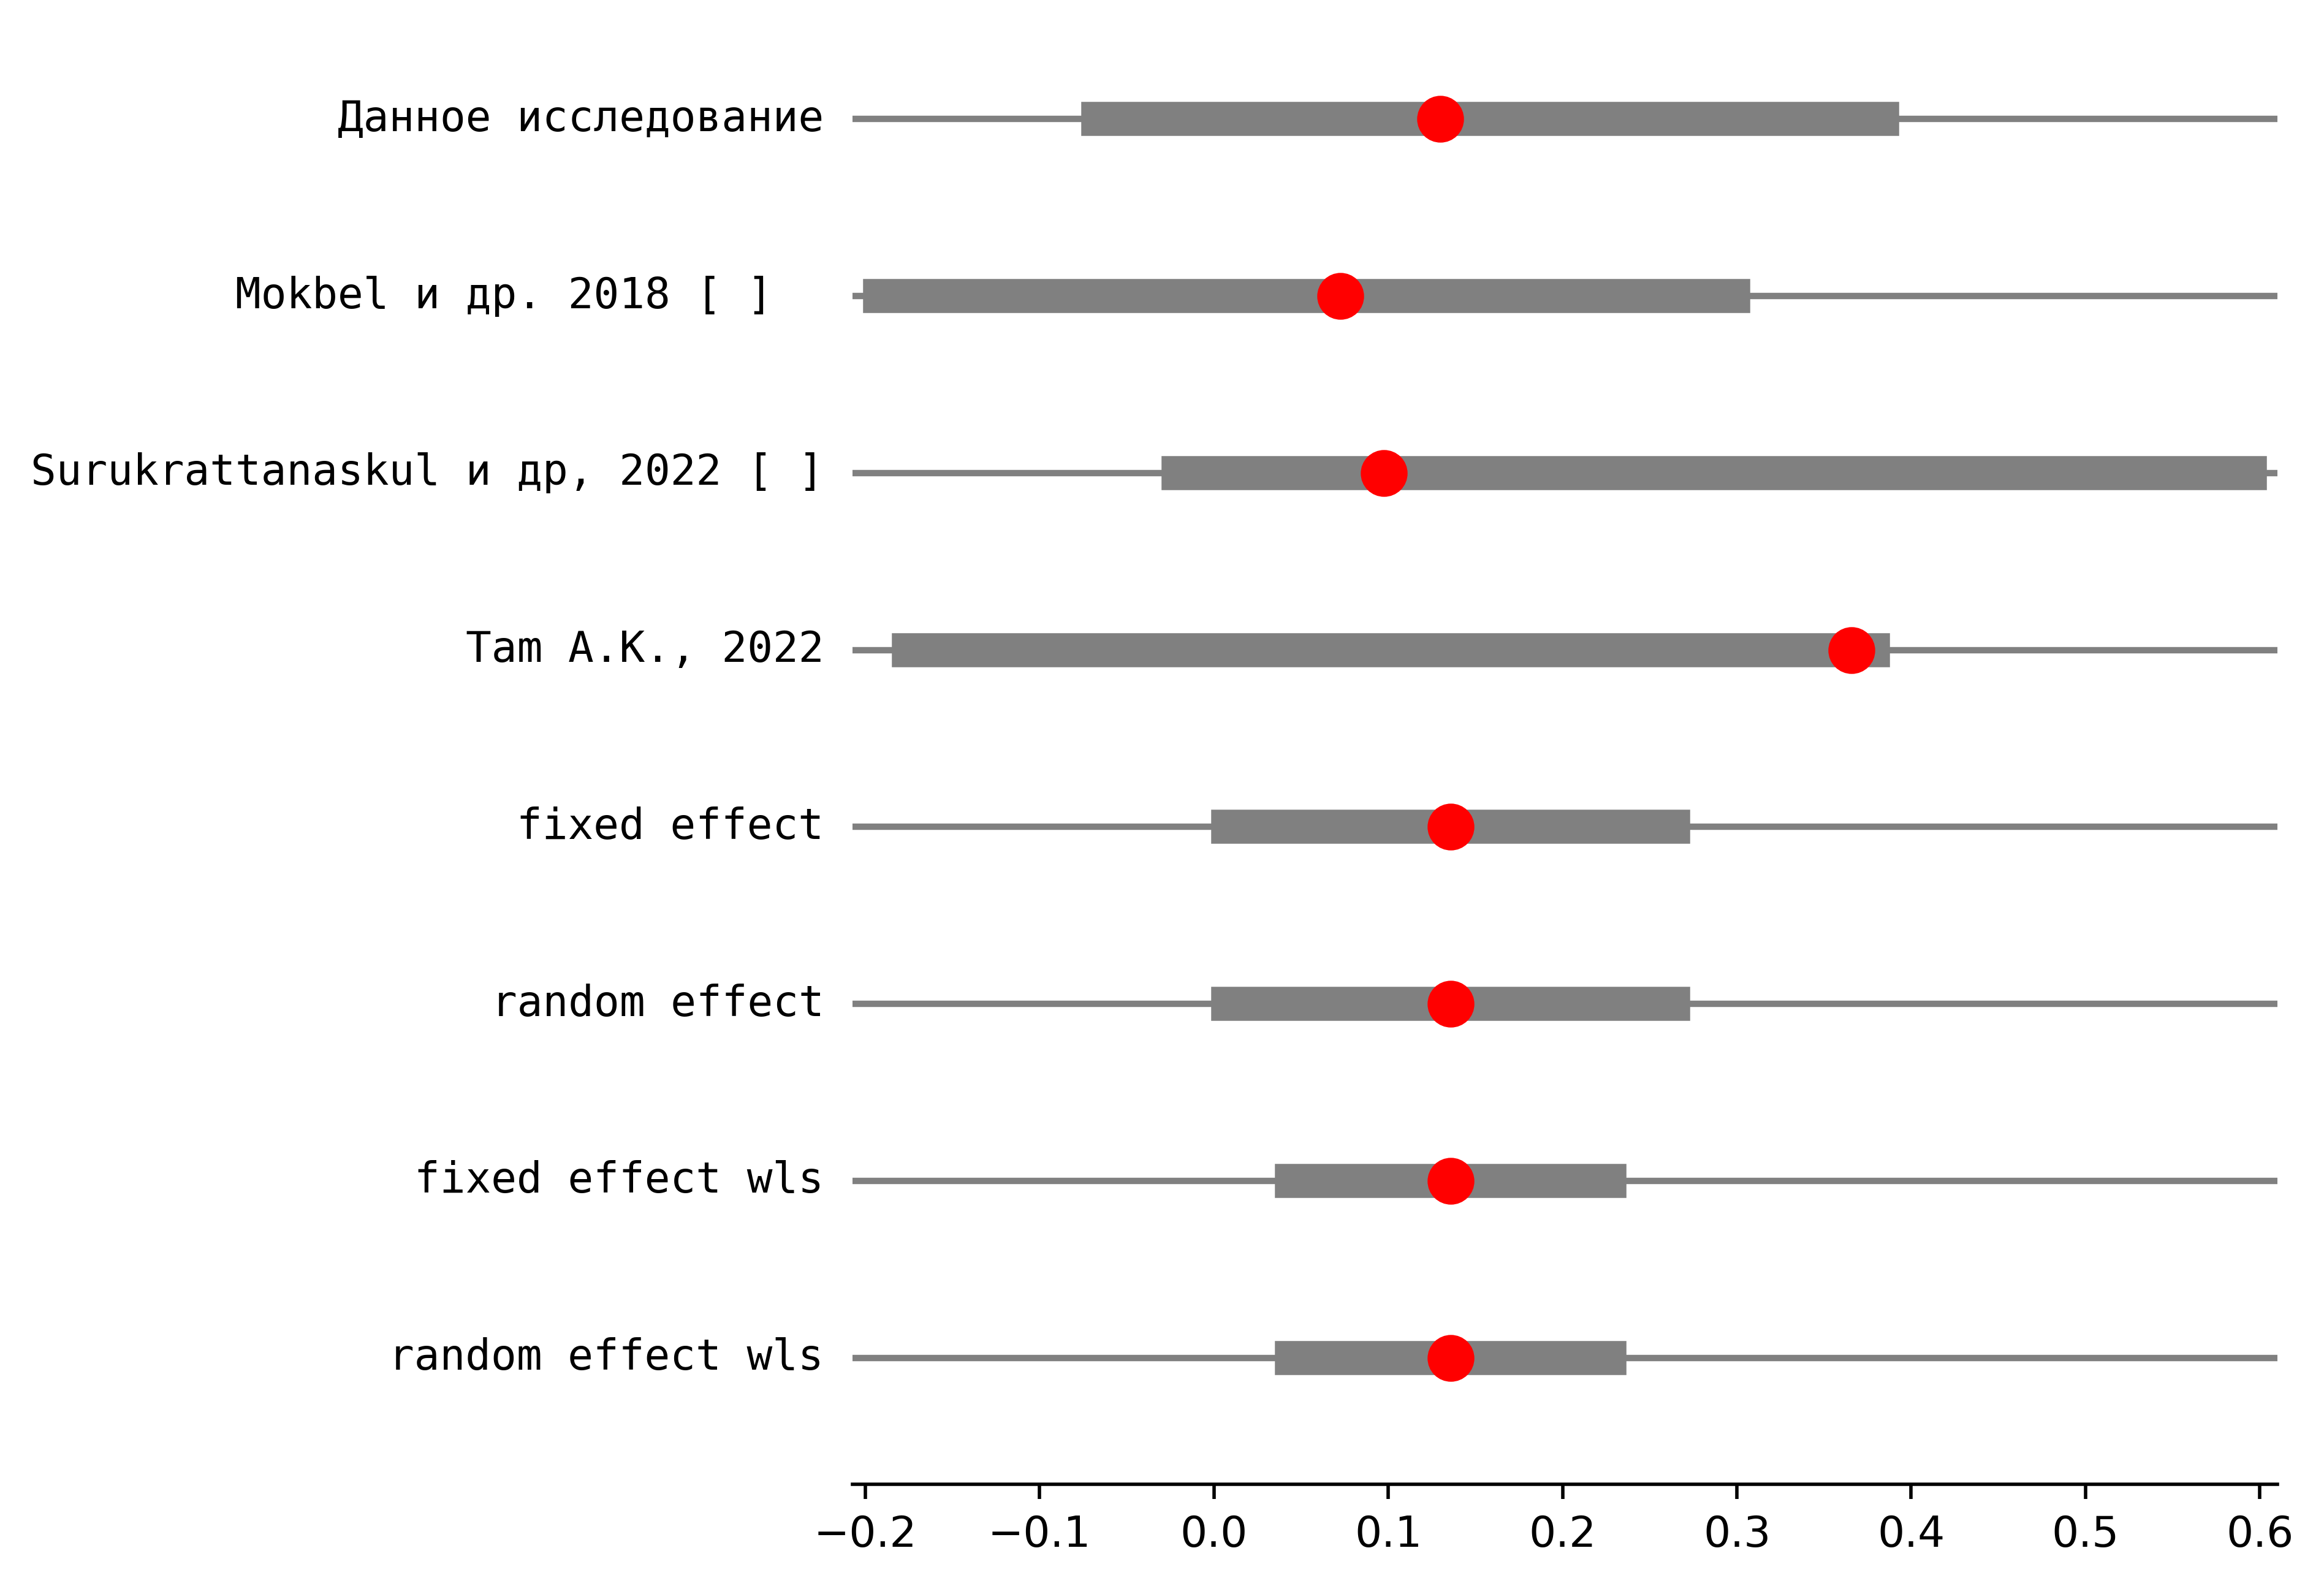 Данное исследование
Mokbel и др. 2018 [ ]
Surukrattanaskul и др, 2022 [ ]
Tam A.K., 2022
fixed effect
random effect
fixed effect wls
random effect wls
−0.2 −0.1 0.0 0.1 0.2 0.3 0.4 0.5 0.6